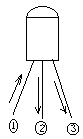 ① ② ③